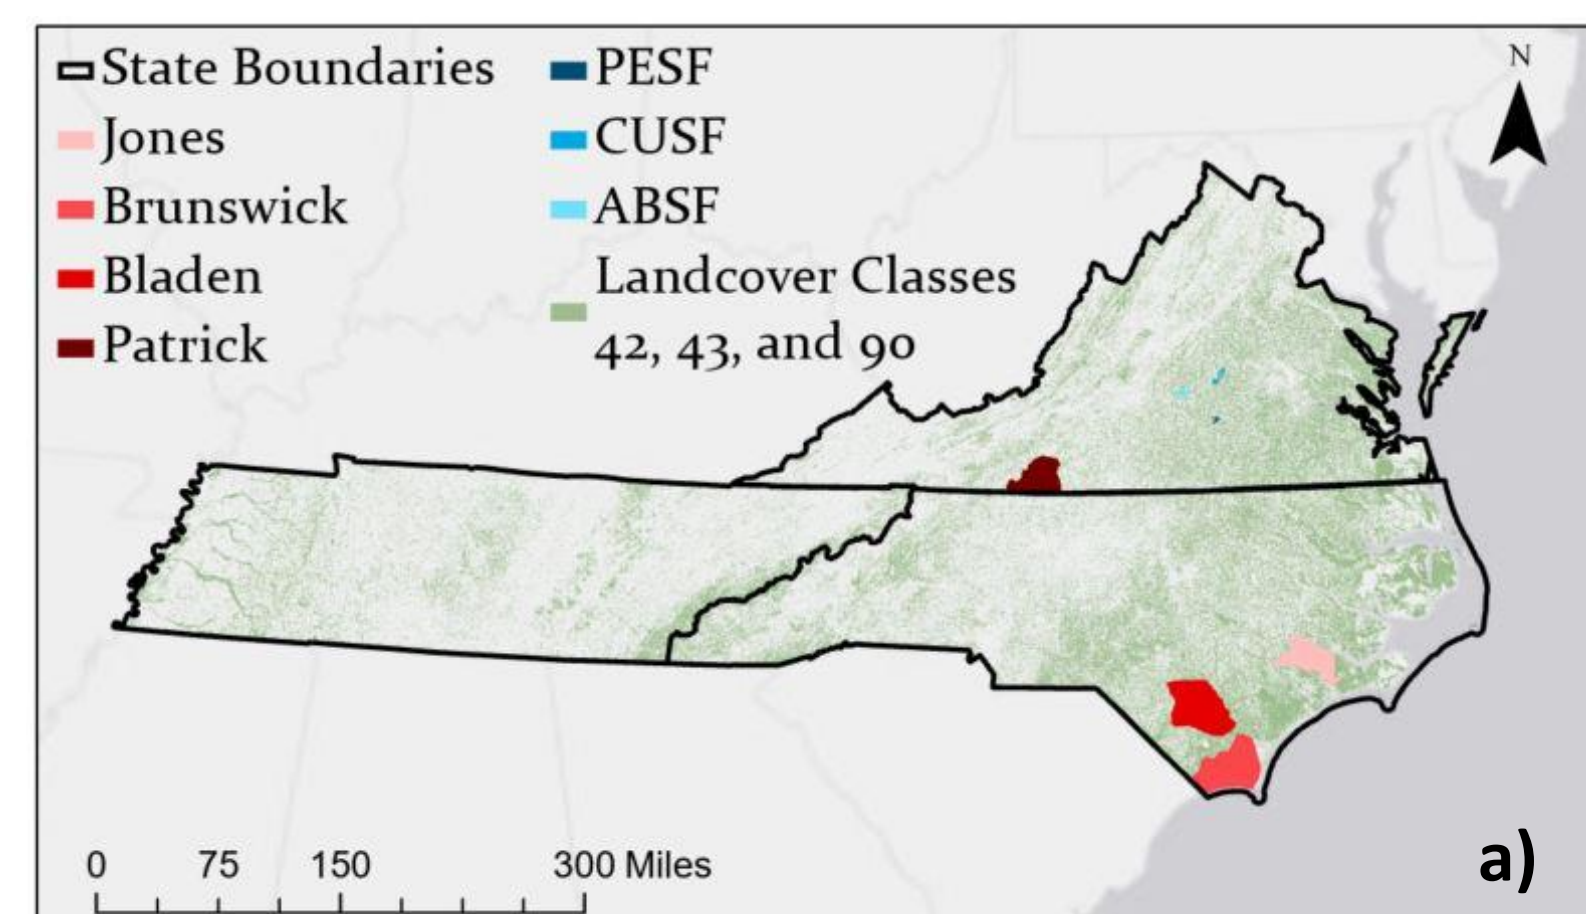 State Boundaries
Jones
Brunswick
Bladen
Patrick
PESF
CUSF
ABSF
Landcover Classes
42, 43, and 90
N
0 75 150 300 Miles
a)